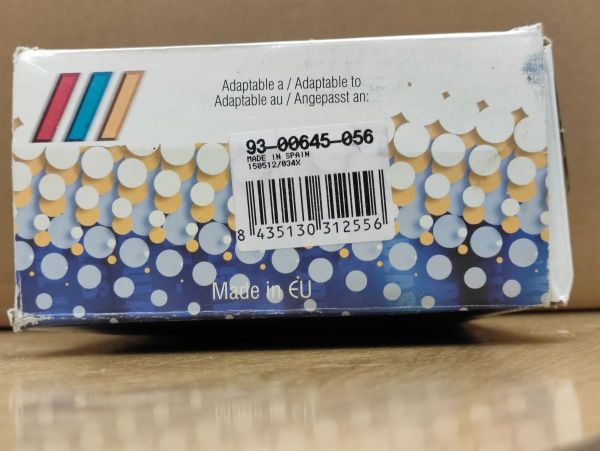 Adaptable a / Adaptable to
Adaptable au / Angepasst an:
93-00645-056
MADE IN SPAIN
150512/034X
8 435130 312556
Made in EU